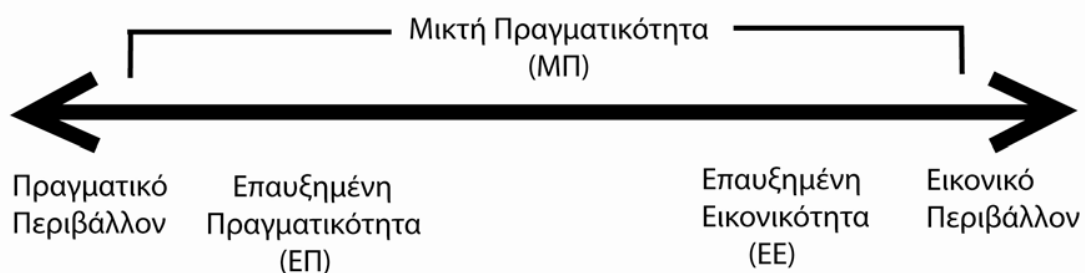 Μικτή Πραγματικότητα
(ΜΠ)
Πραγματικό
Περιβάλλον
Επαυξημένη
Πραγματικότητα
(ΕΠ)
Επαυξημένη
Εικονικότητα
(ΕΕ)
Εικονικό
Περιβάλλον